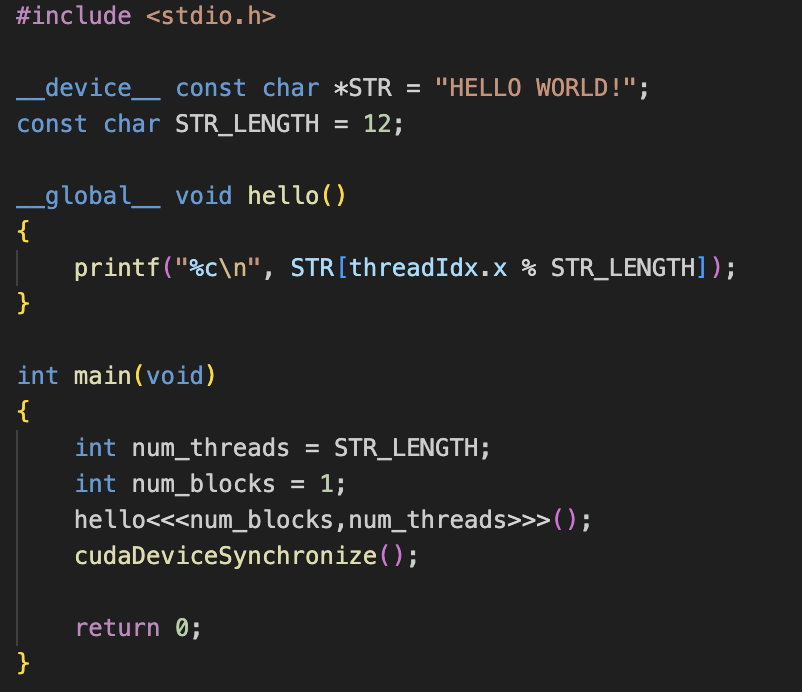 #include <stdio.h>

__device__ const char *STR = "HELLO WORLD!";
const char STR_LENGTH = 12;

__global__ void hello()
{
    printf("%c\n", STR[threadIdx.x % STR_LENGTH]);
}

int main(void)
{
    int num_threads = STR_LENGTH;
    int num_blocks = 1;
    hello<<<num_blocks,num_threads>>>();
    cudaDeviceSynchronize();

    return 0;
}